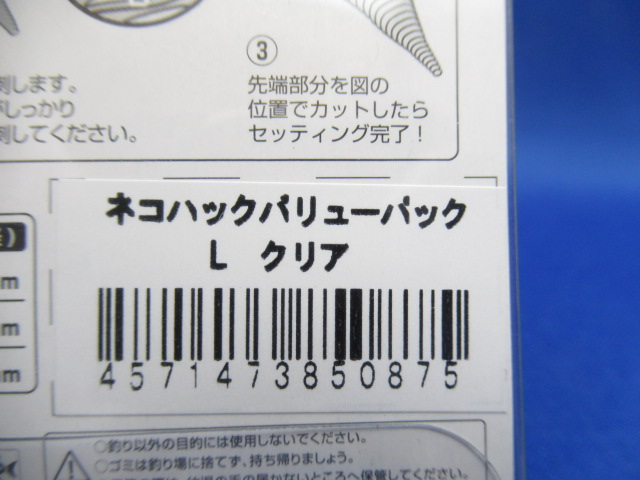 ③
先端部分を図の
位置でカットしたら
セッティング完了！
刺します。
がしっかり
刺してください。
ネコハックバリューパック
L クリア
4571473850875
○釣り以外の目的には使用しないでください。
○ゴミは釣り場に捨てず、持ち帰りましょう。